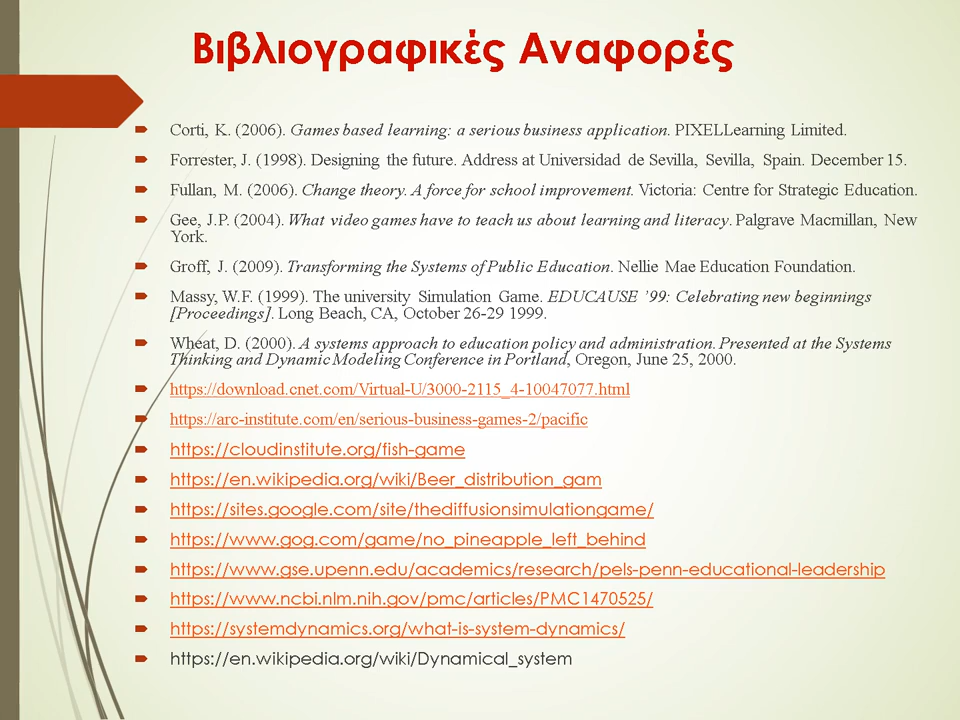 Βιβλιογραφικές Αναφορές
Corti, K. (2006). Games based learning: a serious business application. PIXELLearning Limited.
Forrester, J. (1998). Designing the future. Address at Universidad de Sevilla, Sevilla, Spain. December 15.
Fullan, M. (2006). Change theory. A force for school improvement. Victoria: Centre for Strategic Education.
Gee, J.P. (2004). What video games have to teach us about learning and literacy. Palgrave Macmillan, New
York.
Groff, J. (2009). Transforming the Systems of Public Education. Nellie Mae Education Foundation.
Massy, W.F. (1999). The university Simulation Game. EDUCAUSE ’99: Celebrating new beginnings
[Proceedings]. Long Beach, CA, October 26-29 1999.
Wheat, D. (2000). A systems approach to education policy and administration. Presented at the Systems
Thinking and Dynamic Modeling Conference in Portland, Oregon, June 25, 2000.
https://download.cnet.com/Virtual-U/3000-2115_4-10047077.html
https://arc-institute.com/en/serious-business-games-2/pacific
https://cloudinstitute.org/fish-game
https://en.wikipedia.org/wiki/Beer_distribution_gam
https://sites.google.com/site/thediffusionsimulationgame/
https://www.gog.com/game/no_pineapple_left_behind
https://www.gse.upenn.edu/academics/research/pels-penn-educational-leadership
https://www.ncbi.nlm.nih.gov/pmc/articles/PMC1470525/
https://systemdynamics.org/what-is-system-dynamics/
https://en.wikipedia.org/wiki/Dynamical_system